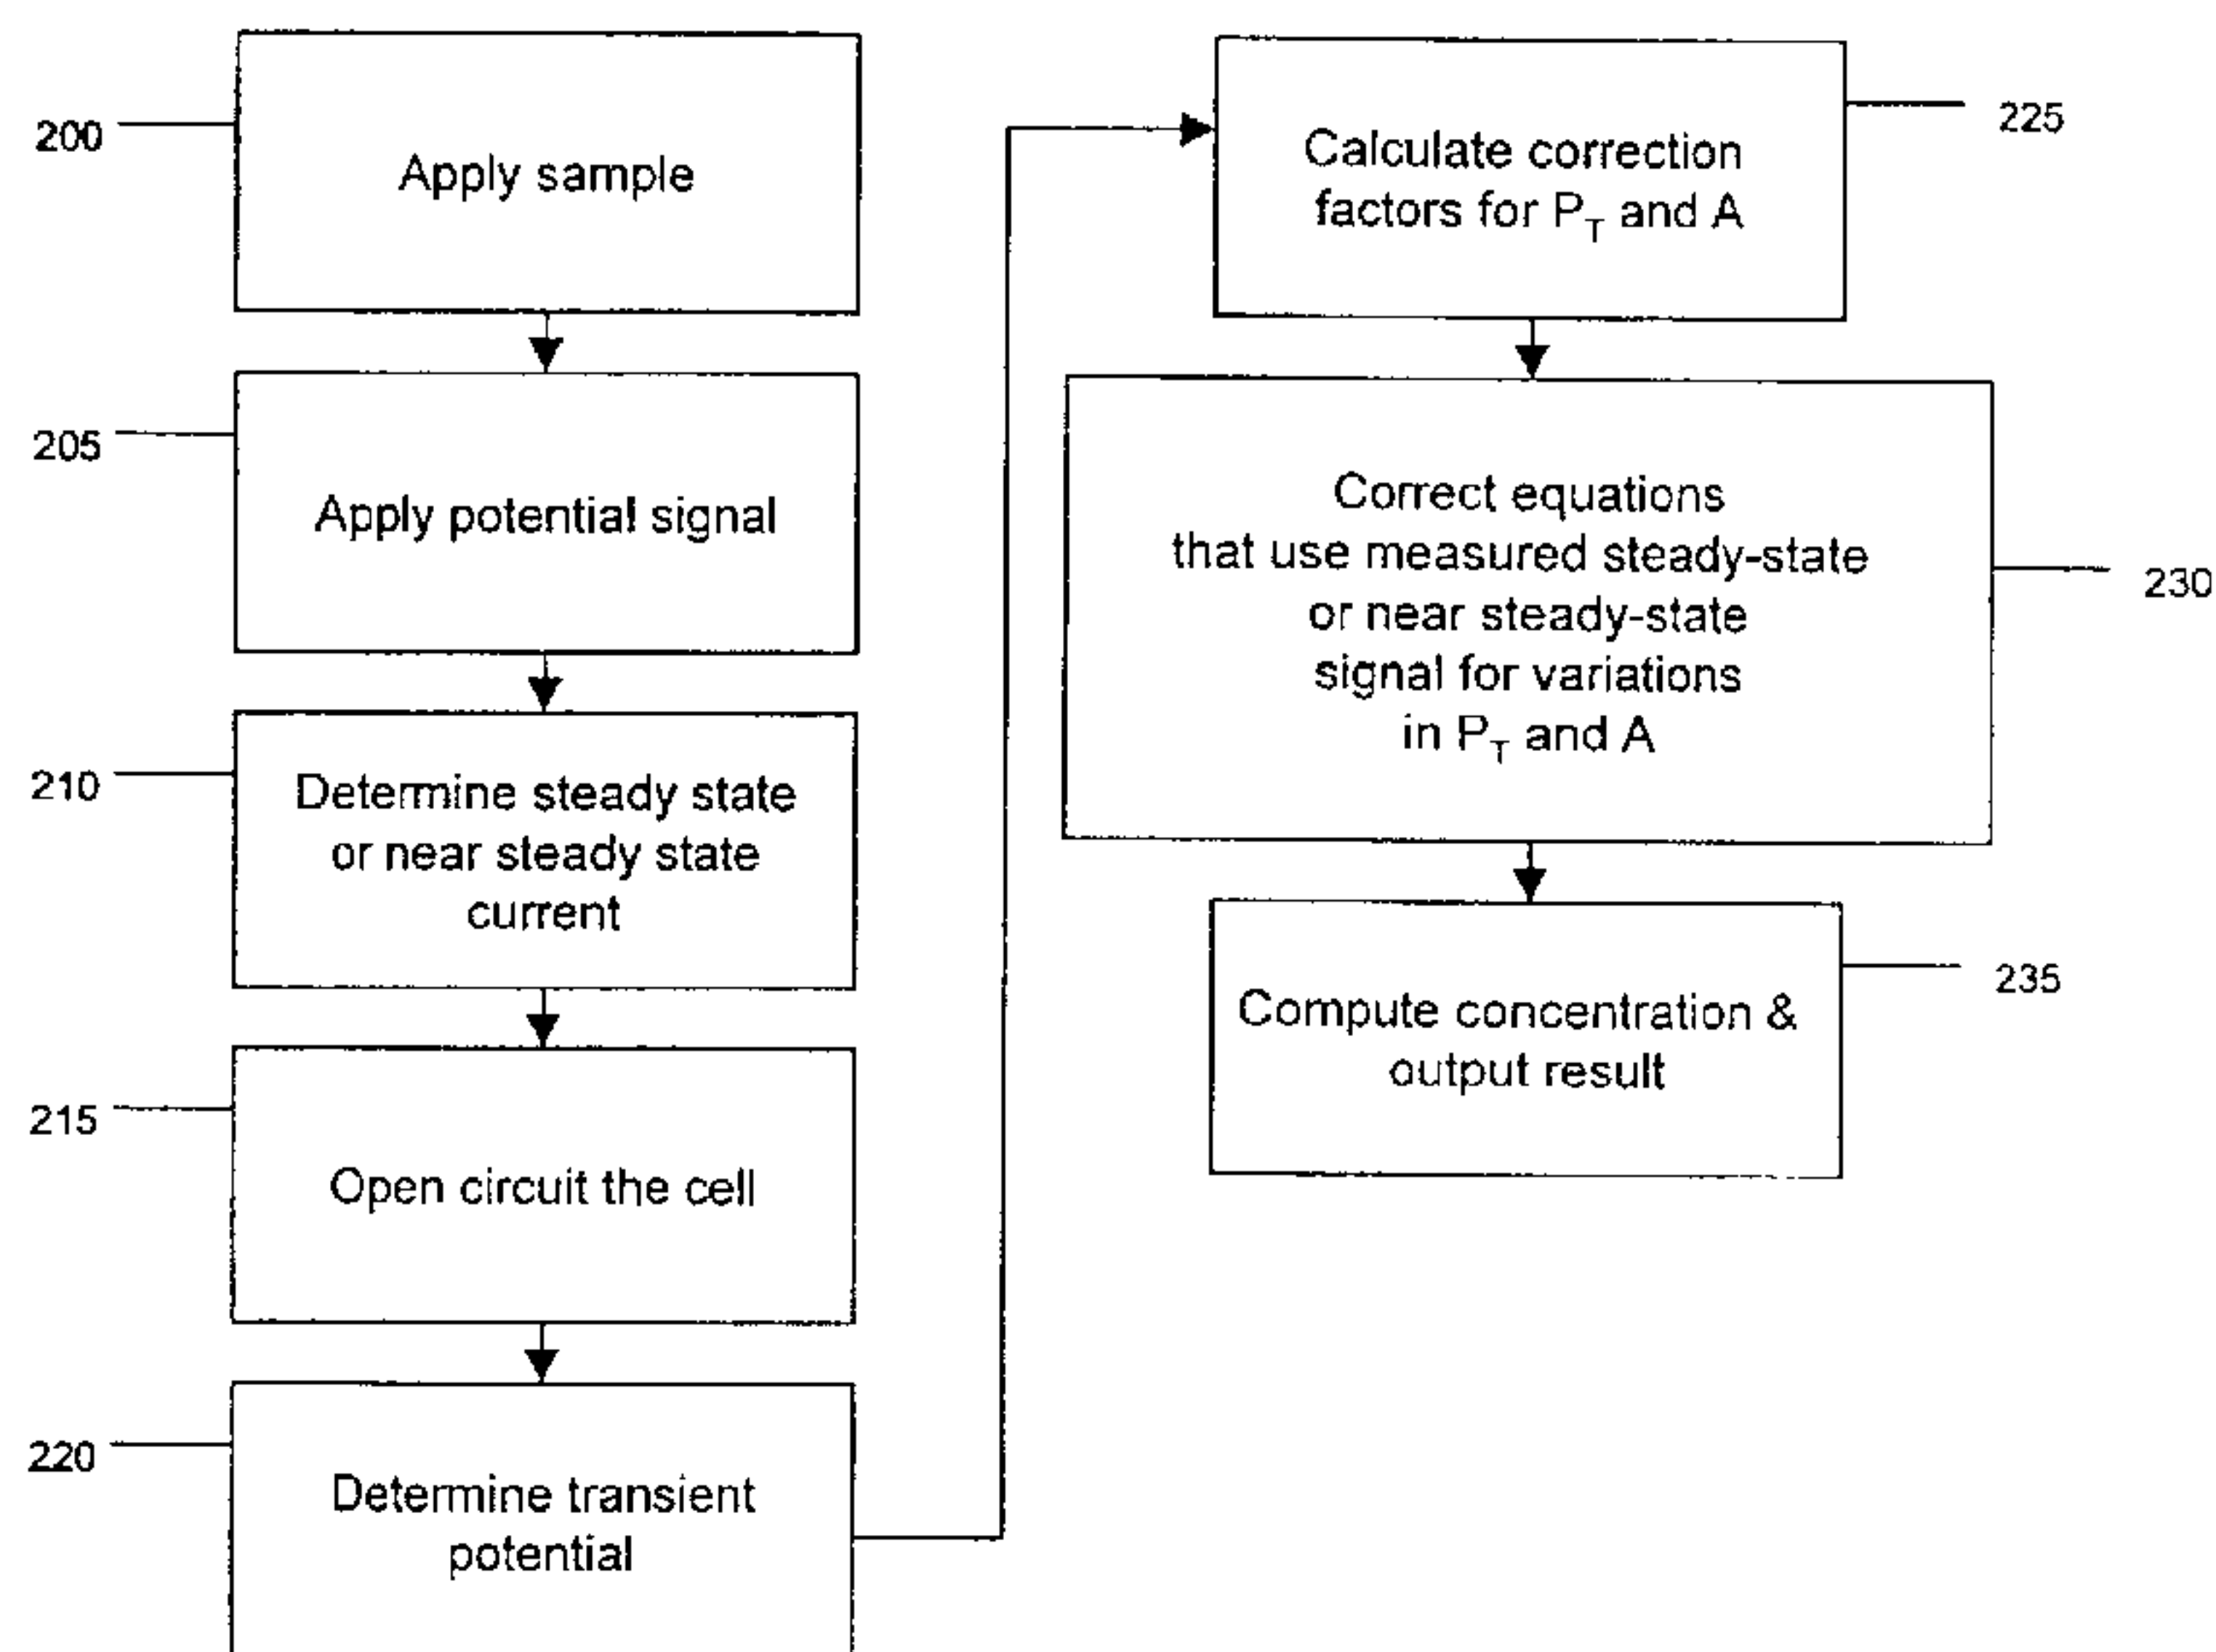 200
Apply sample
205
Apply potential signal
210
Determine steady state
or near steady state
current
215
Open circuit the cell
220
Determine transient
potential
225
Calculate correction
factors for P_T and A
230
Correct equations
that use measured steady-state
or near steady-state
signal for variations
in P_T and A
235
Compute concentration &
output result